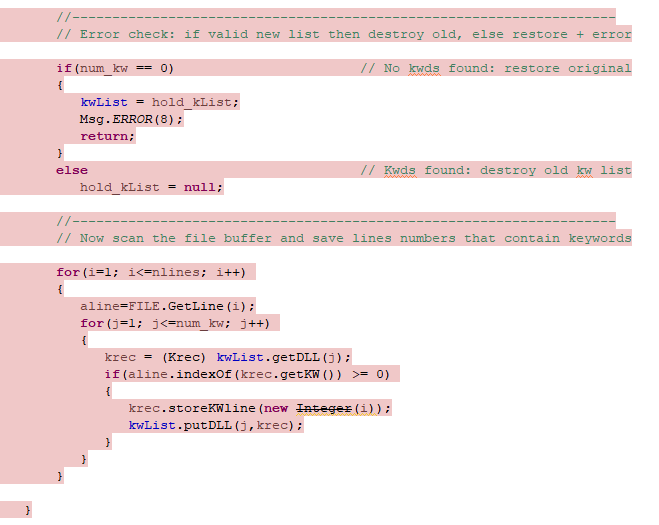 //--------------------------------------------------------------------
// Error check: if valid new list then destroy old, else restore + error
if(num_kw == 0)                       // No kwds found: restore original
{
   kwList = hold_kList;
   Msg.ERROR(8);
   return;
}
else                                  // Kwds found: destroy old kw list
   hold_kList = null;
//--------------------------------------------------------------------
// Now scan the file buffer and save lines numbers that contain keywords
for(i=1; i<=nlines; i++)
{
   aline=FILE.GetLine(i);
   for(j=1; j<=num_kw; j++)
   {
      krec = (Krec) kwList.getDLL(j);
      if(aline.indexOf(krec.getKW()) >= 0)
      {
         krec.storeKWline(new Integer(i));
         kwList.putDLL(j,krec);
      }
   }
}
}